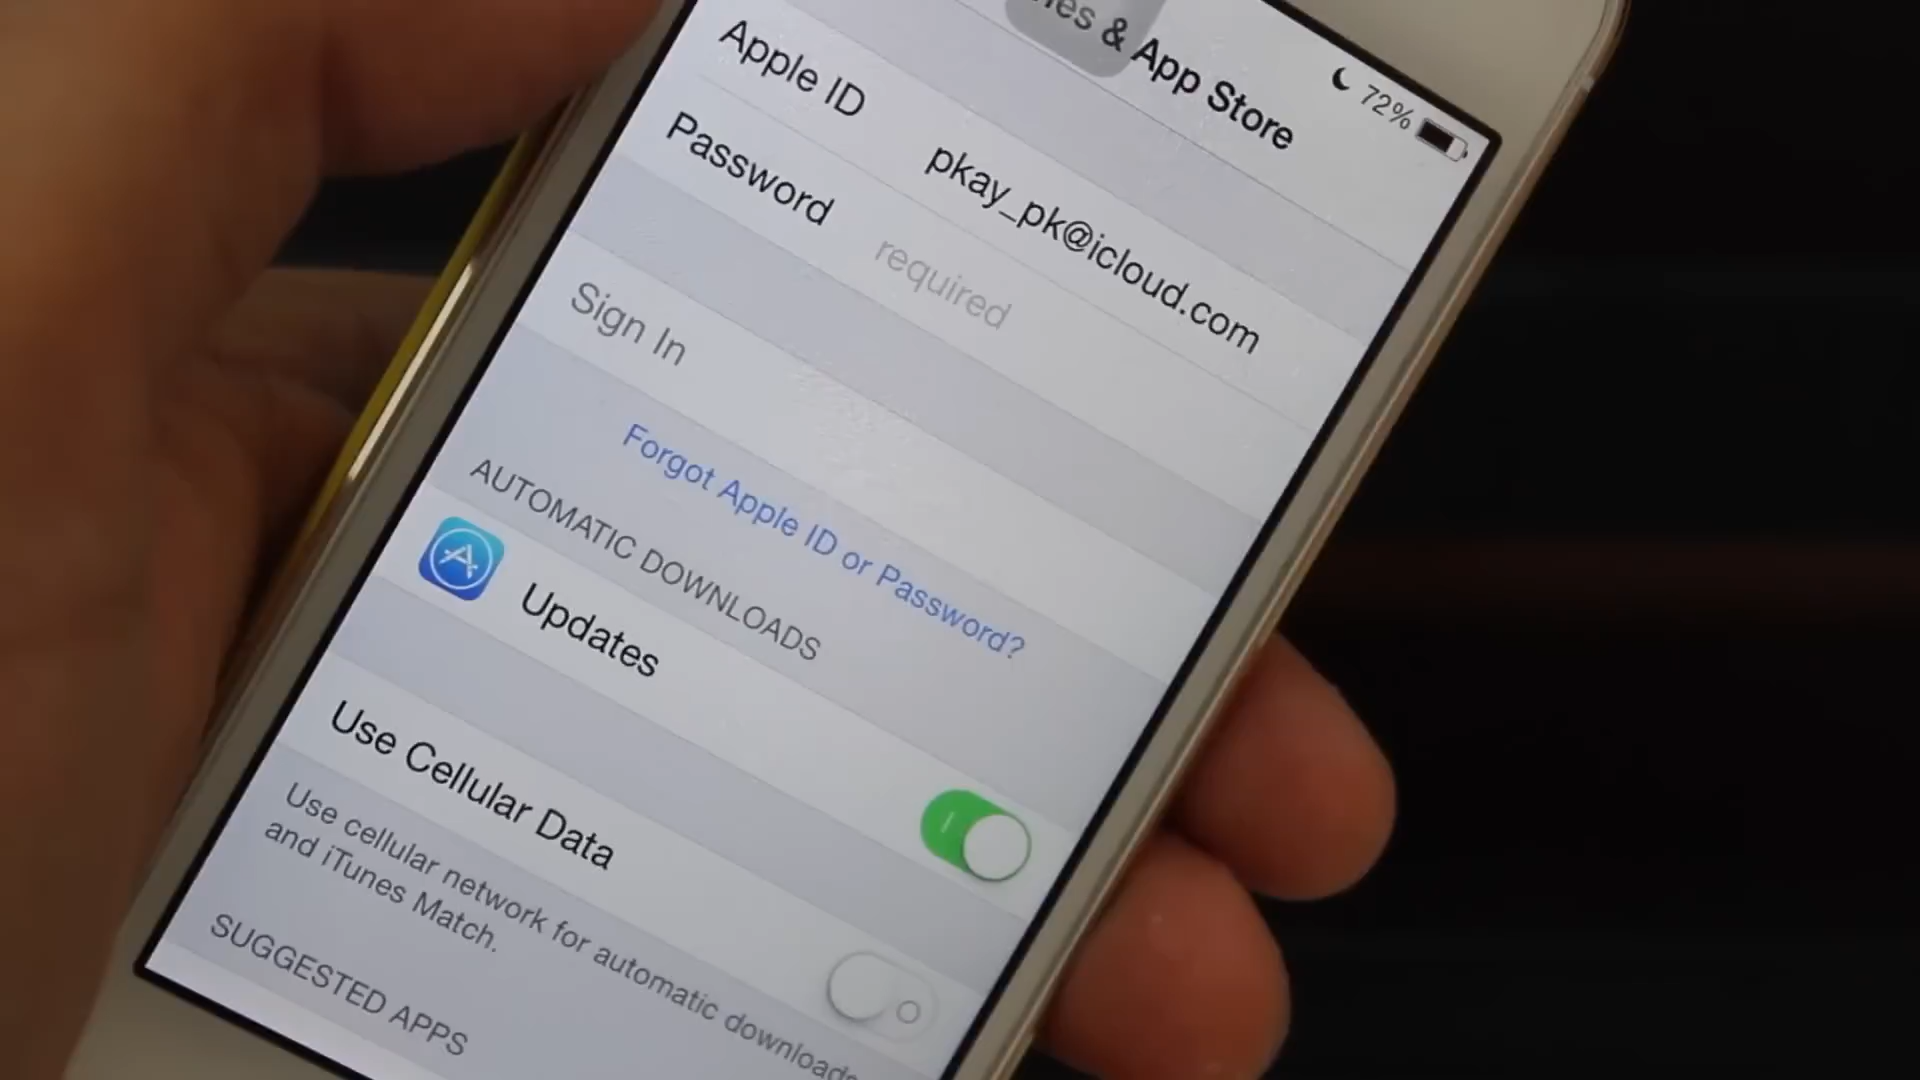 & App Store
72%
Apple ID pkay_pk@icloud.com
Password required
Sign In
Forgot Apple ID or Password?
AUTOMATIC DOWNLOADS
Updates
Use Cellular Data
Use cellular network for automatic downloads
and iTunes Match.
SUGGESTED APPS